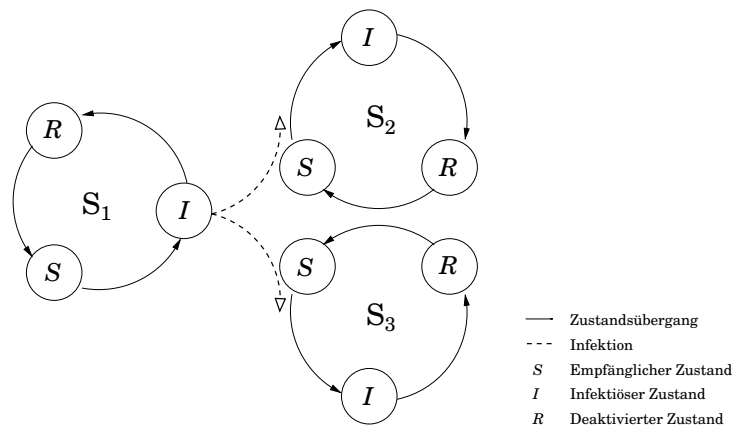 I
S₂
S
R
R
S₁
I
S
S
R
S₃
I
Zustandsübergang
Infektion
S Empfänglicher Zustand
I Infektiöser Zustand
R Deaktivierter Zustand